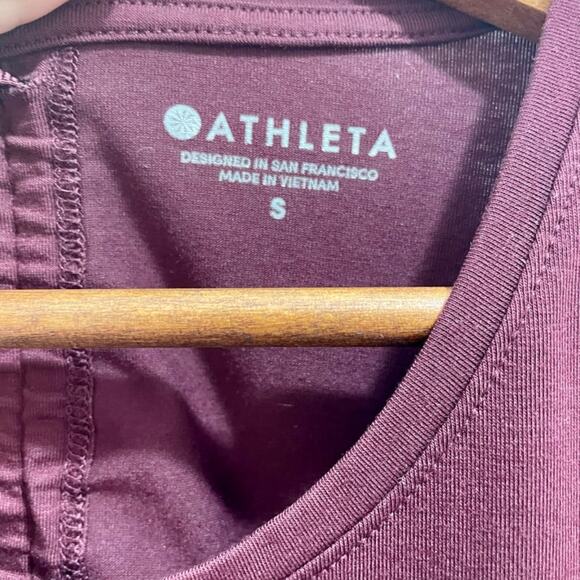 ATHLETA
DESIGNED IN SAN FRANCISCO
MADE IN VIETNAM
S